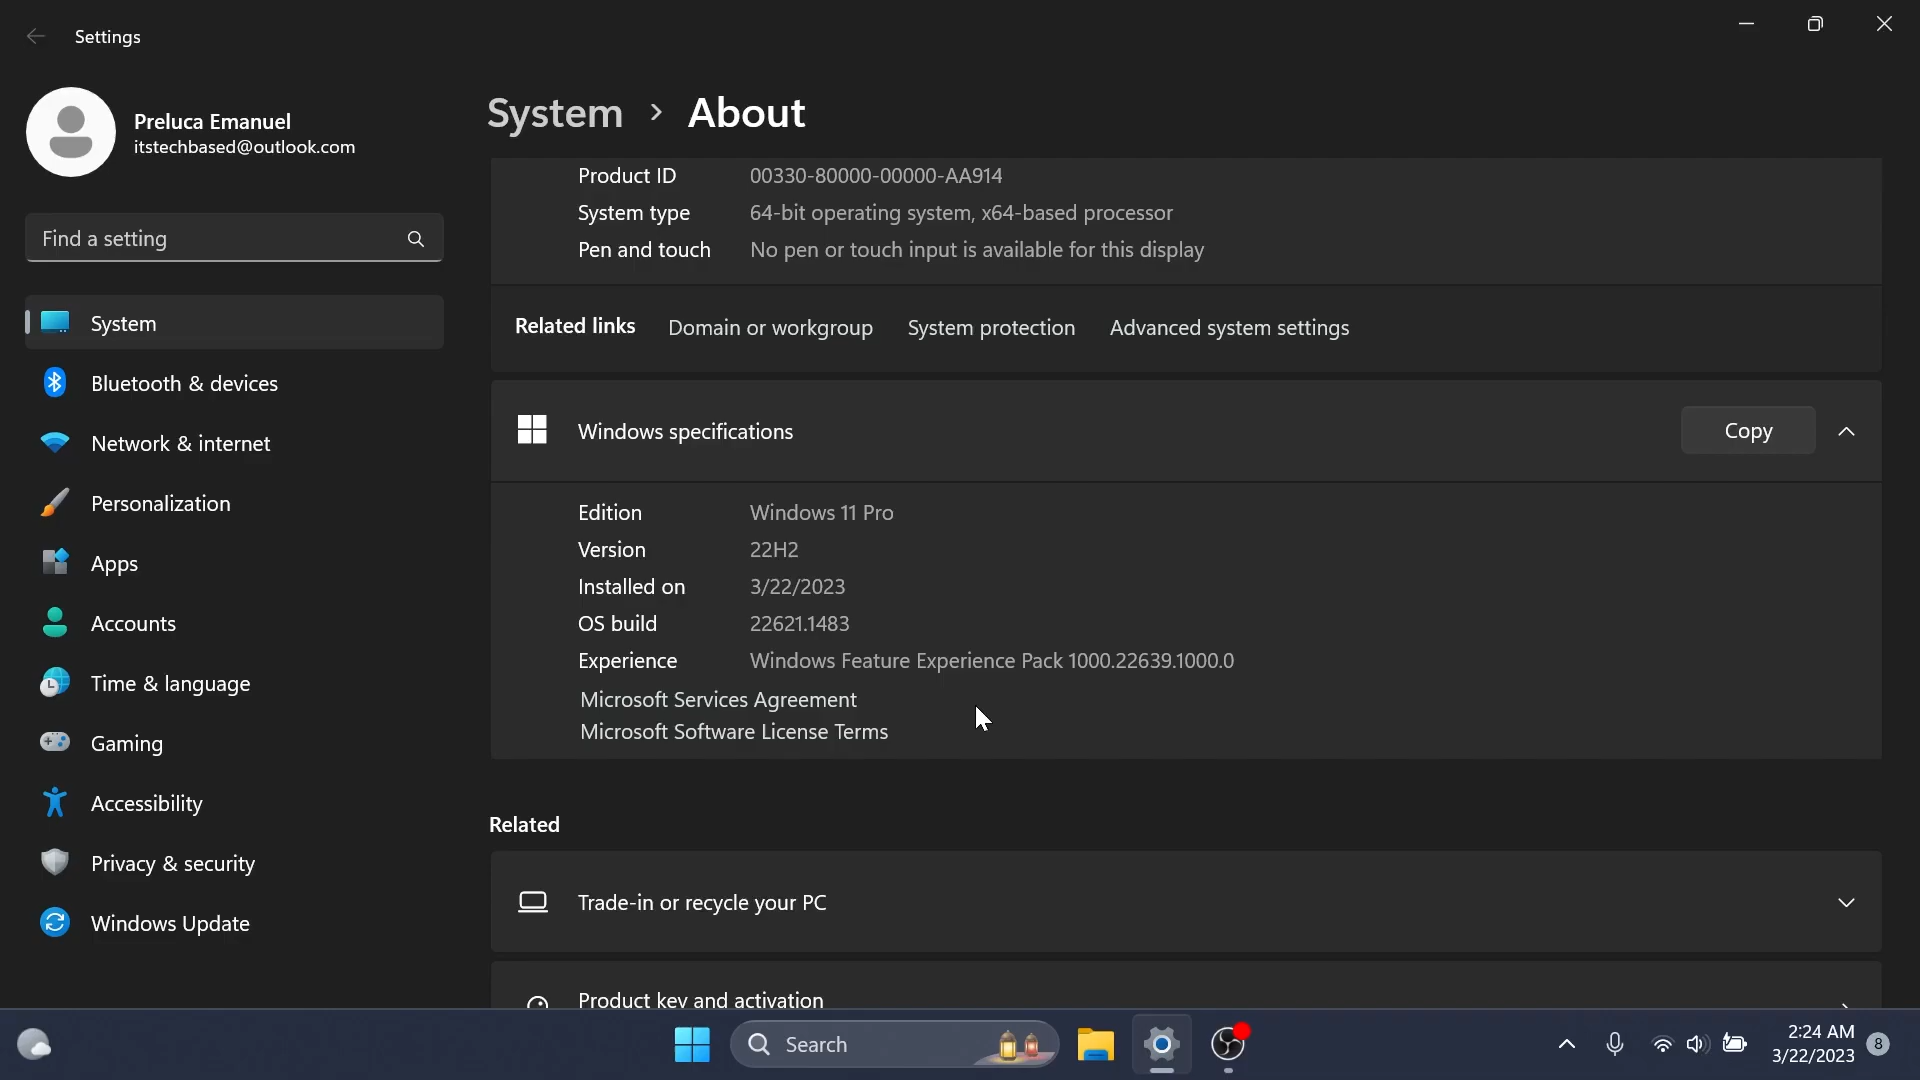 Settings
Preluca Emanuel
itstechbased@outlook.com
Find a setting
System
Bluetooth & devices
Network & internet
Personalization
Apps
Accounts
Time & language
Gaming
Accessibility
Privacy & security
Windows Update
System > About
Product ID 00330-80000-00000-AA914
System type 64-bit operating system, x64-based processor
Pen and touch No pen or touch input is available for this display
Related links Domain or workgroup System protection Advanced system settings
Windows specifications Copy
Edition Windows 11 Pro
Version 22H2
Installed on 3/22/2023
OS build 22621.1483
Experience Windows Feature Experience Pack 1000.22639.1000.0
Microsoft Services Agreement
Microsoft Software License Terms
Related
Trade-in or recycle your PC
Product key and activation
Search
2:24 AM
3/22/2023
8